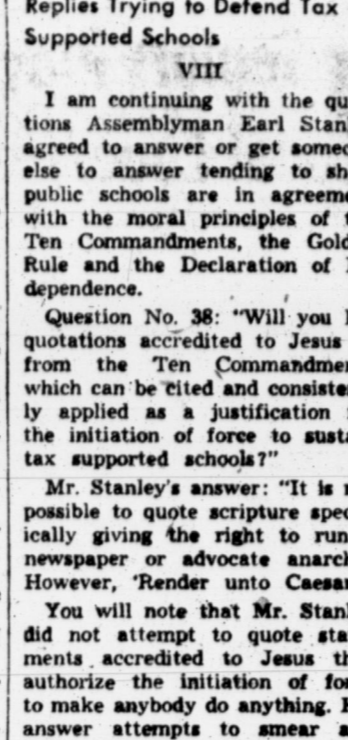 Replies Trying to Defend Tax
Supported Schools
VIII
I am continuing with the qu
tions Assemblyman Earl Stan
agreed to answer or get someo
else to answer tending to sh
public schools are in agreeme
with the moral principles of t
Ten Commandments, the Gold
Rule and the Declaration of I
dependence.
Question No. 38: "Will you l
quotations accredited to Jesus
from the Ten Commandmen
which can be cited and consiste
ly applied as a justification f
the initiation of force to susta
tax supported schools?"
Mr. Stanley's answer: "It is n
possible to quote scripture spec
ically giving the right to run
newspaper or advocate anarch
However, 'Render unto Caesar
You will note that Mr. Stanl
did not attempt to quote sta
ments accredited to Jesus th
authorize the initiation of for
to make anybody do anything. H
answer attempts to smear a